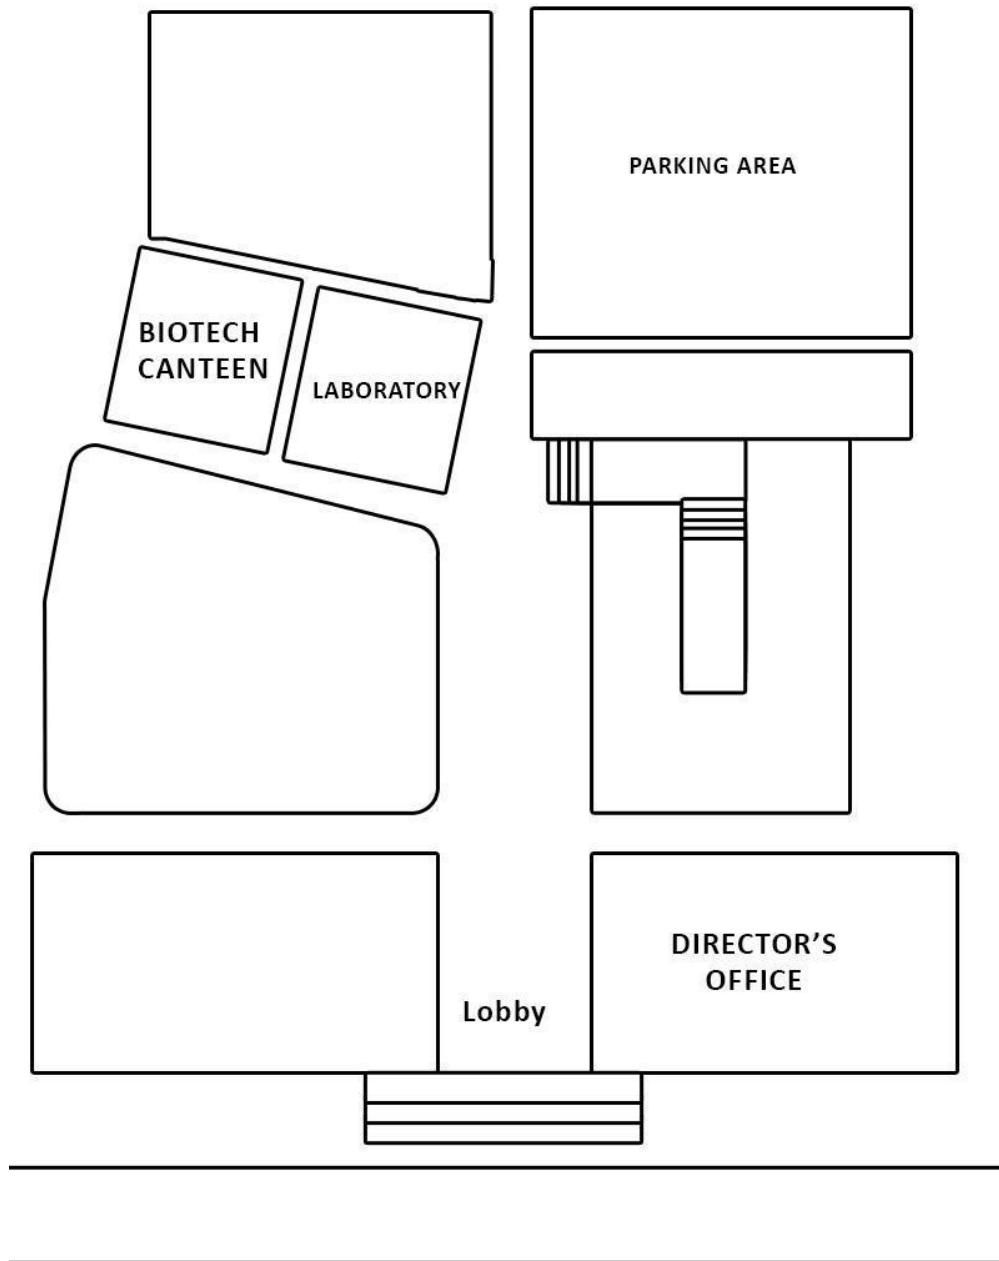 PARKING AREA
BIOTECH
CANTEEN
LABORATORY
DIRECTOR’S
OFFICE
Lobby